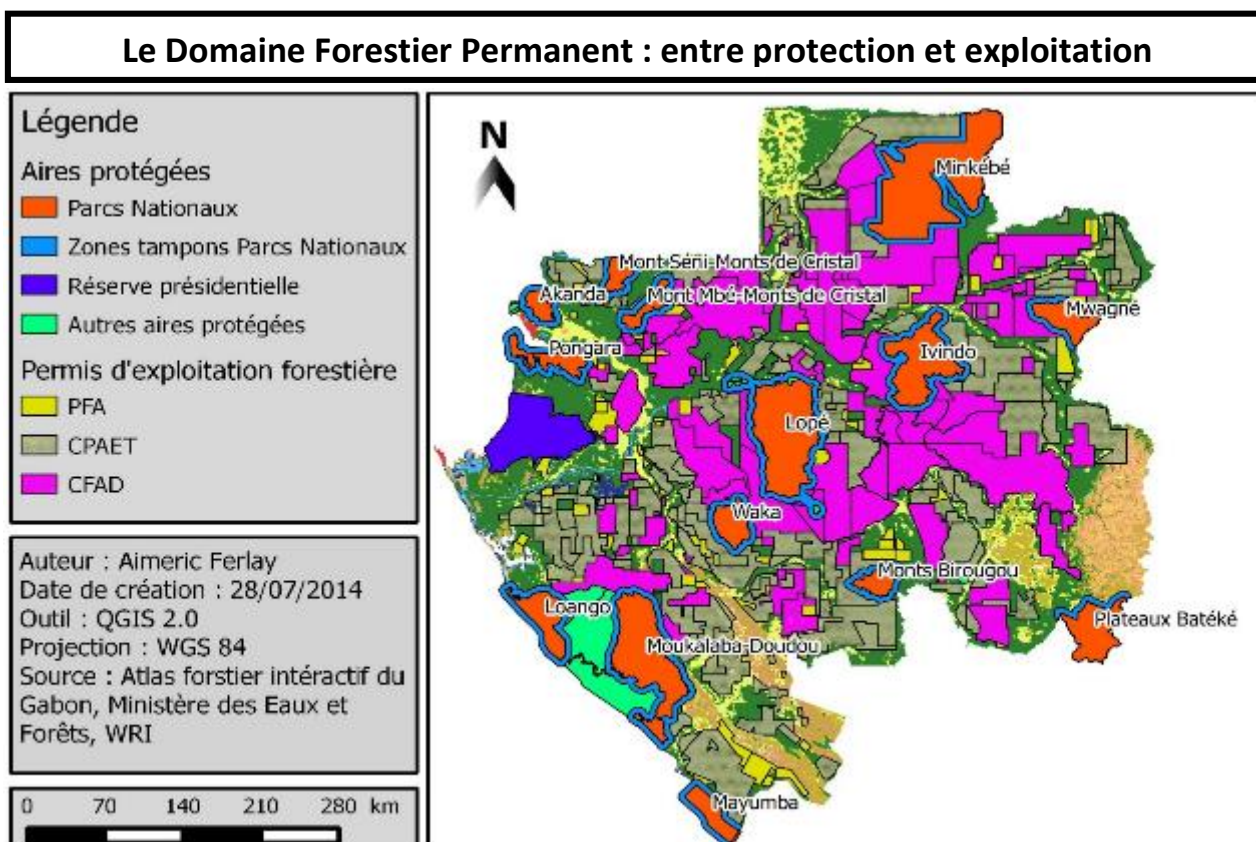 Le Domaine Forestier Permanent : entre protection et exploitation
Légende
Aires protégées
Parcs Nationaux
Zones tampons Parcs Nationaux
Réserve présidentielle
Autres aires protégées
Permis d'exploitation forestière
PFA
CPAET
CFAD
Auteur : Aimeric Ferlay
Date de création : 28/07/2014
Outil : QGIS 2.0
Projection : WGS 84
Source : Atlas forstier intéractif du
Gabon, Ministère des Eaux et
Forêts, WRI
0 70 140 210 280 km
N
Minkébé
Mont Séni-Monts de Cristal
Akanda
Mont Mbé-Monts de Cristal
Mwagné
Pongara
Ivindo
Lopé
Waka
Monts Birougou
Loango
Plateaux Batéké
Moukalaba-Doudou
Mayumba